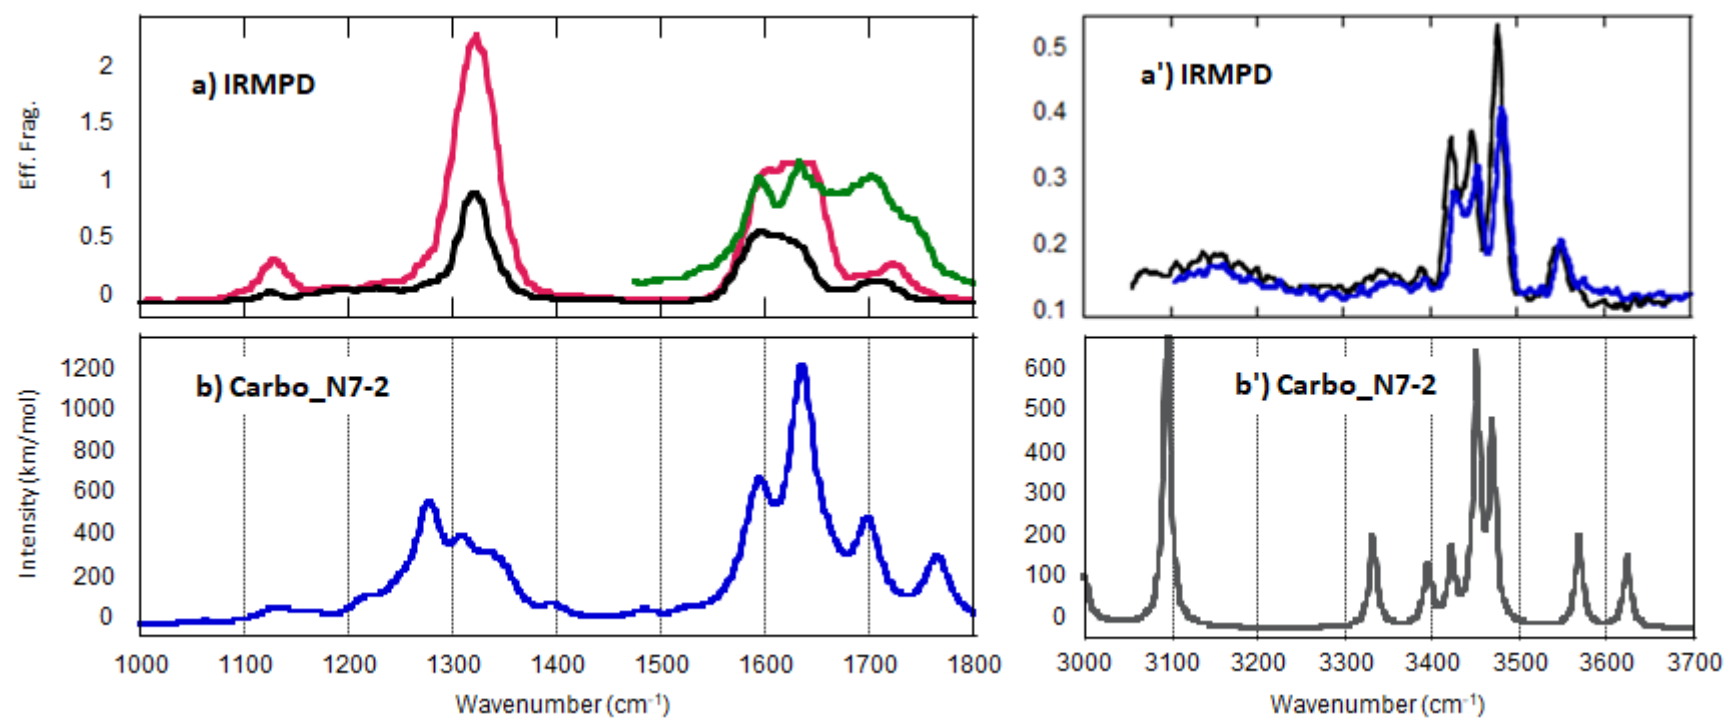 a) IRMPD
Eff. Frag.
2
1.5
1
0.5
0
a') IRMPD
0.5
0.4
0.3
0.2
0.1
b) Carbo_N7-2
Intensity (km/mol)
1200
1000
800
600
400
200
0
1000 1100 1200 1300 1400 1500 1600 1700 1800
Wavenumber (cm-1)
b') Carbo_N7-2
600
500
400
300
200
100
0
3000 3100 3200 3300 3400 3500 3600 3700
Wavenumber (cm-1)